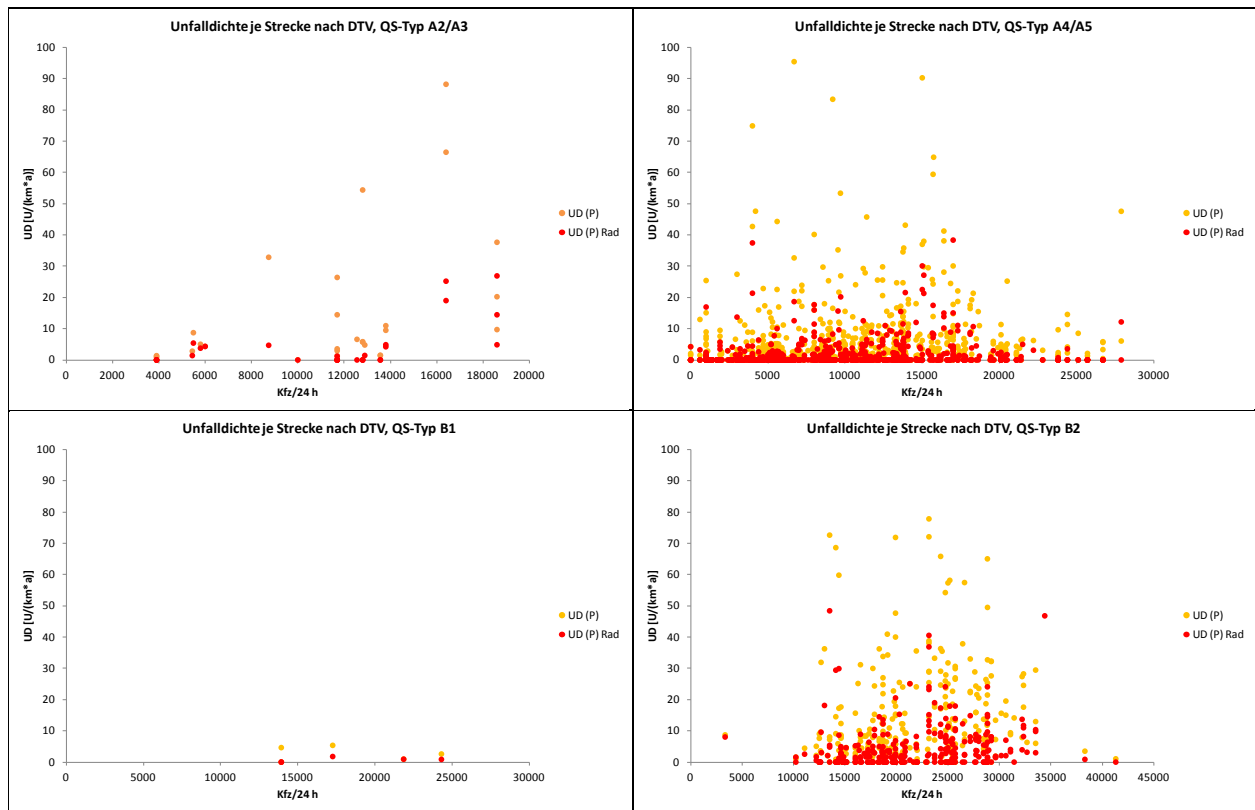 Unfalldichte je Strecke nach DTV, QS-Typ A2/A3
100
90
80
70
60
50
40
30
20
10
0
UD [U/(km*a)]
0 2000 4000 6000 8000 10000 12000 14000 16000 18000 20000
Kfz/24 h
UD (P)
UD (P) Rad
Unfalldichte je Strecke nach DTV, QS-Typ A4/A5
100
90
80
70
60
50
40
30
20
10
0
UD [U/(km*a)]
0 5000 10000 15000 20000 25000 30000
Kfz/24 h
UD (P)
UD (P) Rad
Unfalldichte je Strecke nach DTV, QS-Typ B1
100
90
80
70
60
50
40
30
20
10
0
UD [U/(km*a)]
0 5000 10000 15000 20000 25000 30000
Kfz/24 h
UD (P)
UD (P) Rad
Unfalldichte je Strecke nach DTV, QS-Typ B2
100
90
80
70
60
50
40
30
20
10
0
UD [U/(km*a)]
0 5000 10000 15000 20000 25000 30000 35000 40000 45000
Kfz/24 h
UD (P)
UD (P) Rad